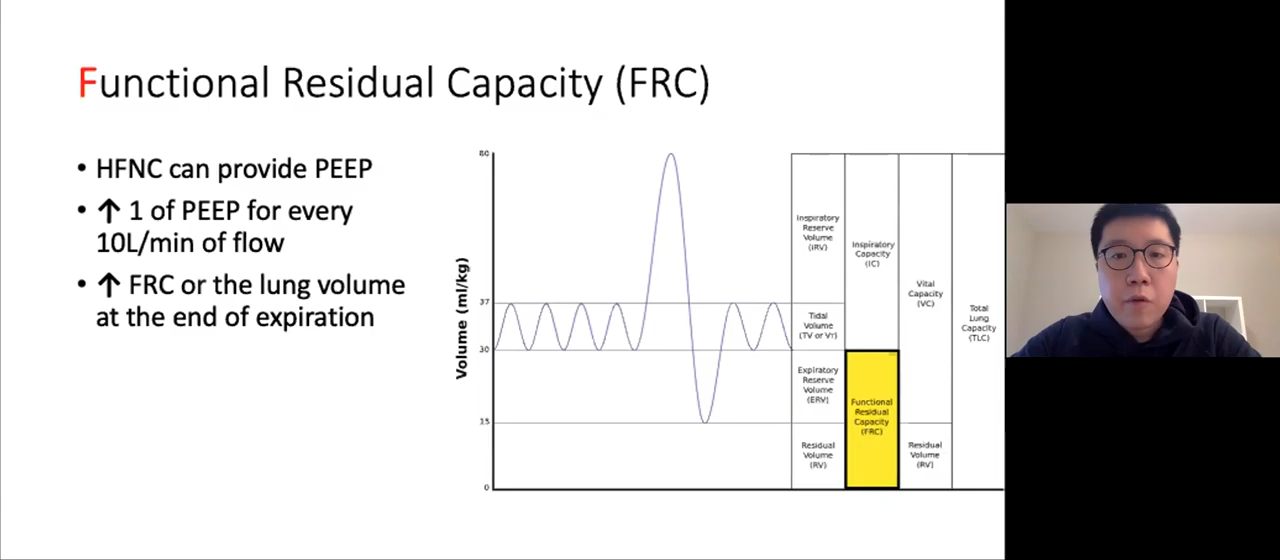 Functional Residual Capacity (FRC)
• HFNC can provide PEEP
• ↑ 1 of PEEP for every
10L/min of flow
• ↑ FRC or the lung volume
at the end of expiration
Volume (ml/kg)
80
37
30
15
0
Inspiratory
Reserve
Volume
(IRV)
Tidal
Volume
(TV or VT)
Expiratory
Reserve
Volume
(ERV)
Residual
Volume
(RV)
Inspiratory
Capacity
(IC)
Functional
Residual
Capacity
(FRC)
Vital
Capacity
(VC)
Residual
Volume
(RV)
Total
Lung
Capacity
(TLC)